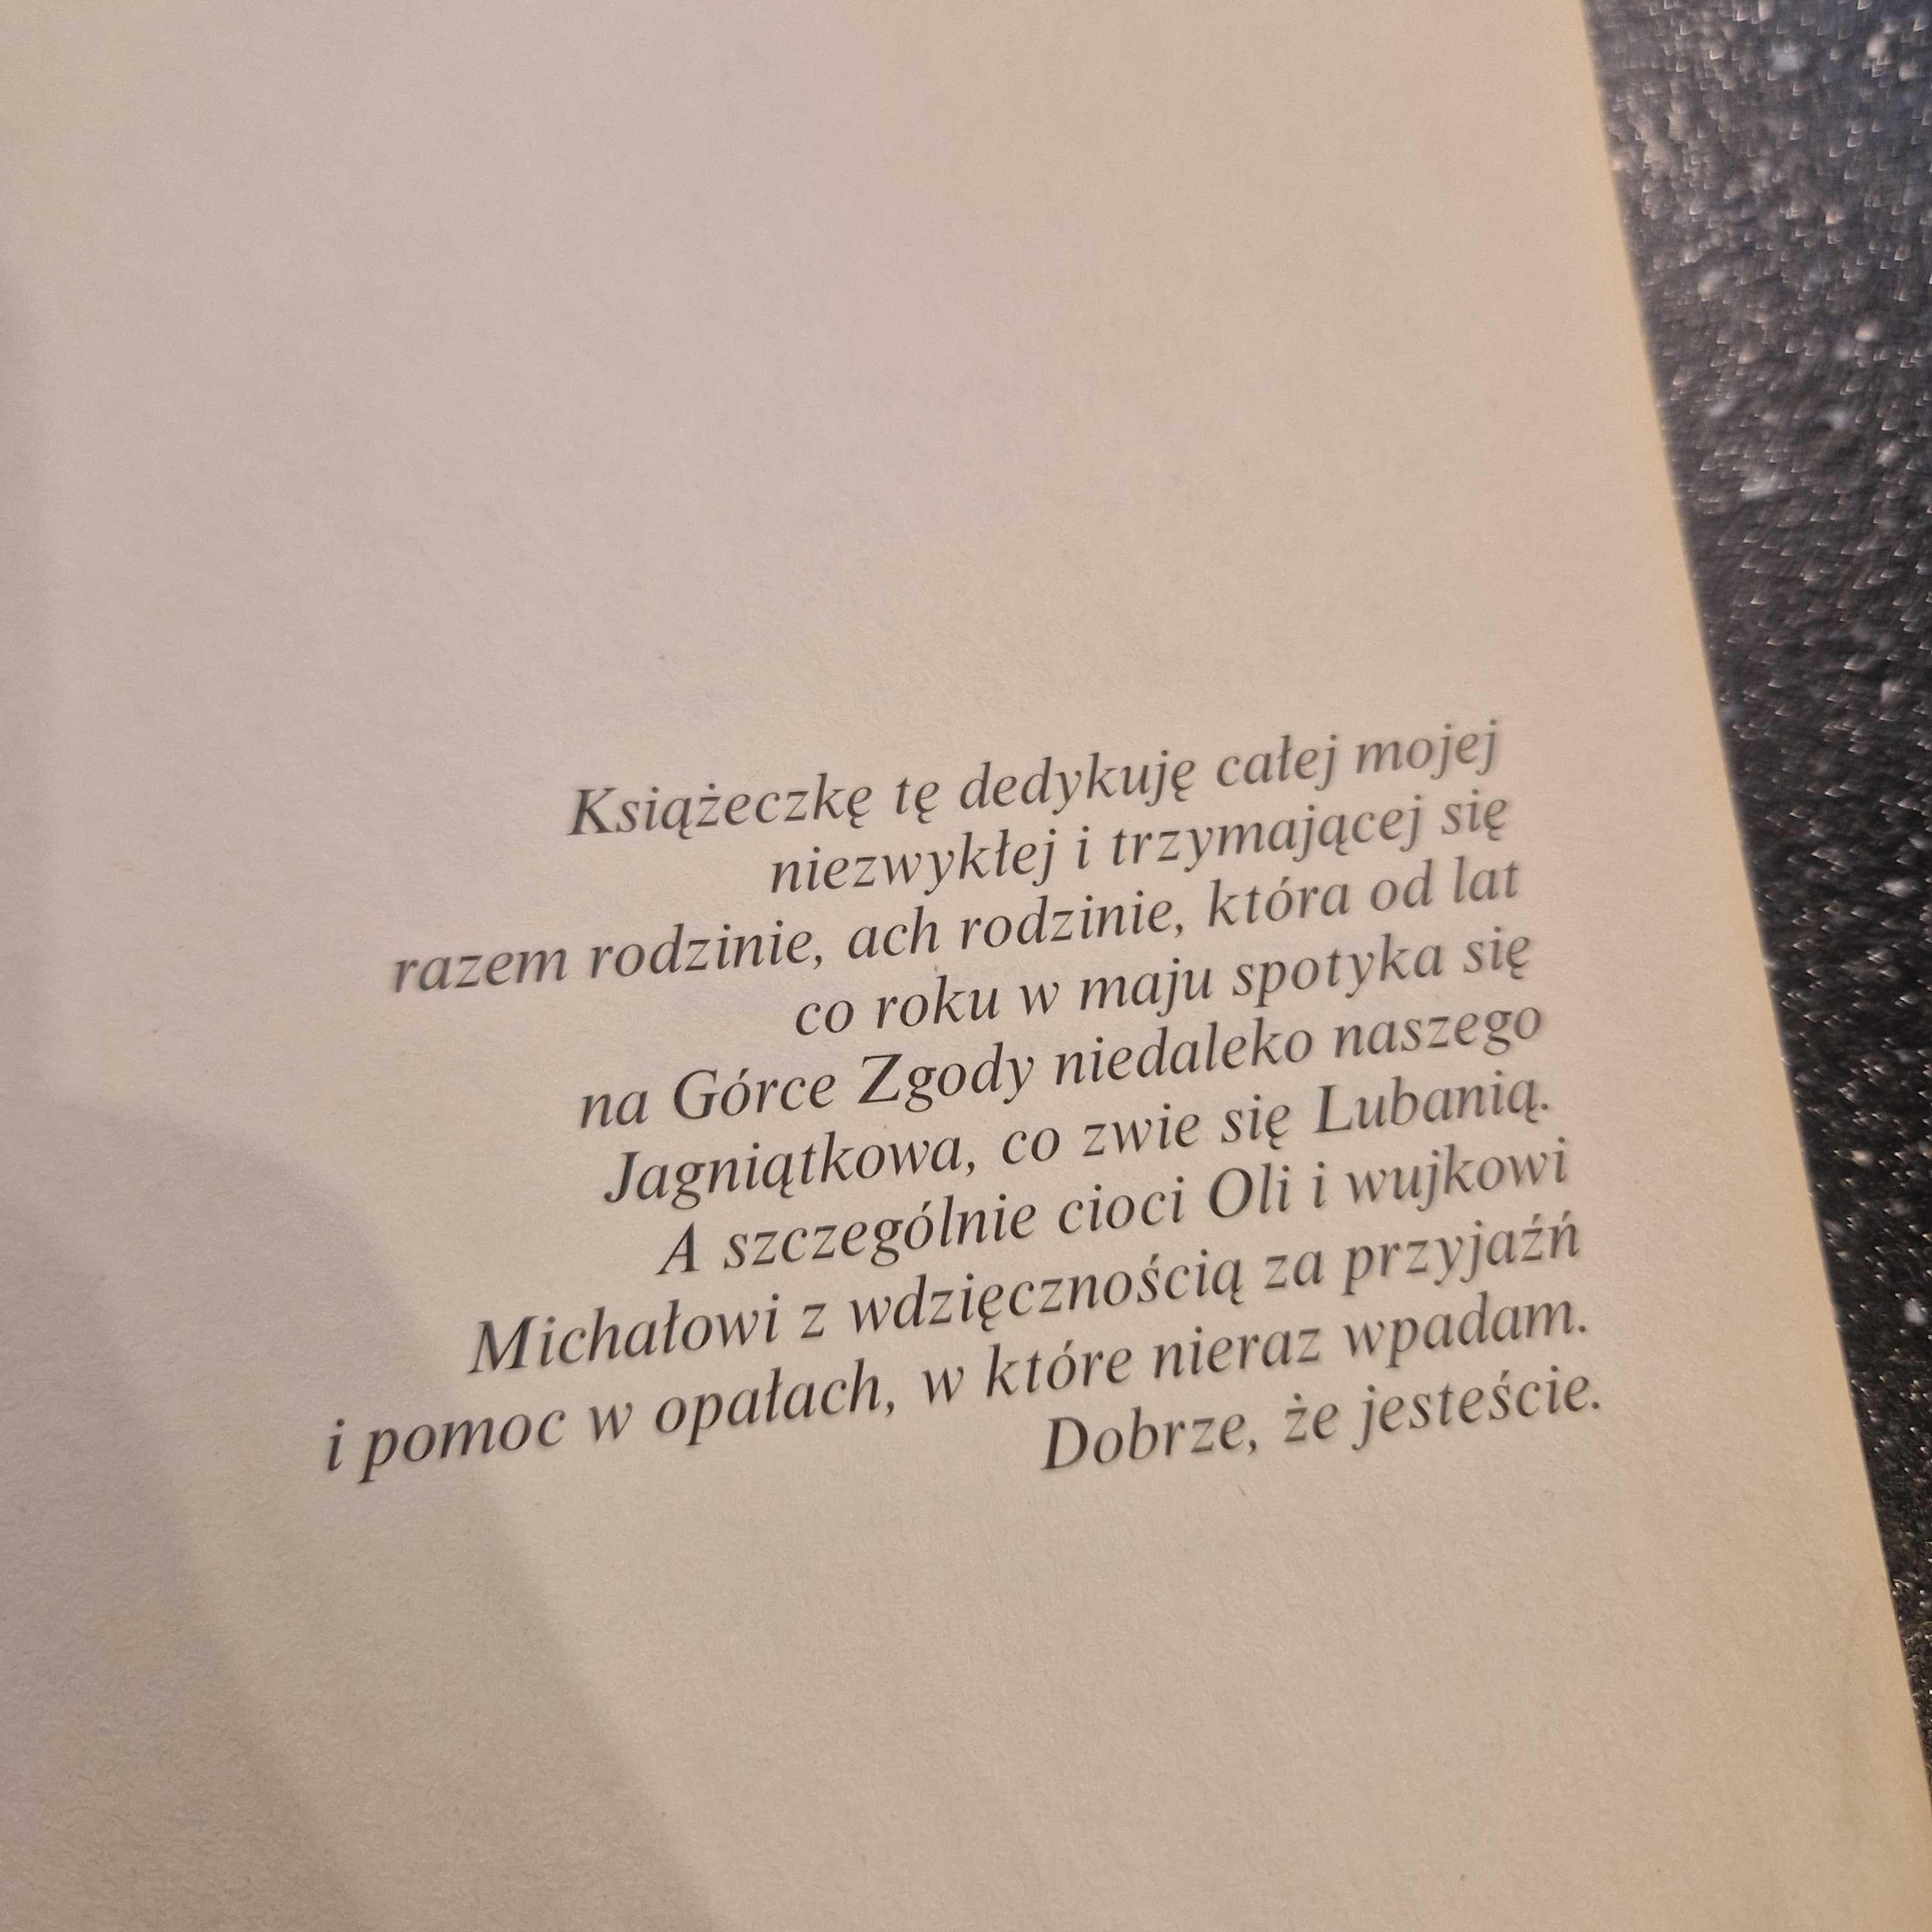 Książeczkę tę dedykuję całej mojej
niezwykłej i trzymającej się
razem rodzinie, ach rodzinie, która od lat
co roku w maju spotyka się
na Górce Zgody niedaleko naszego
Jagniątkowa, co zwie się Lubanią.
A szczególnie cioci Oli i wujkowi
Michałowi z wdzięcznością za przyjaźń
i pomoc w opałach, w które nieraz wpadam.
Dobrze, że jesteście.